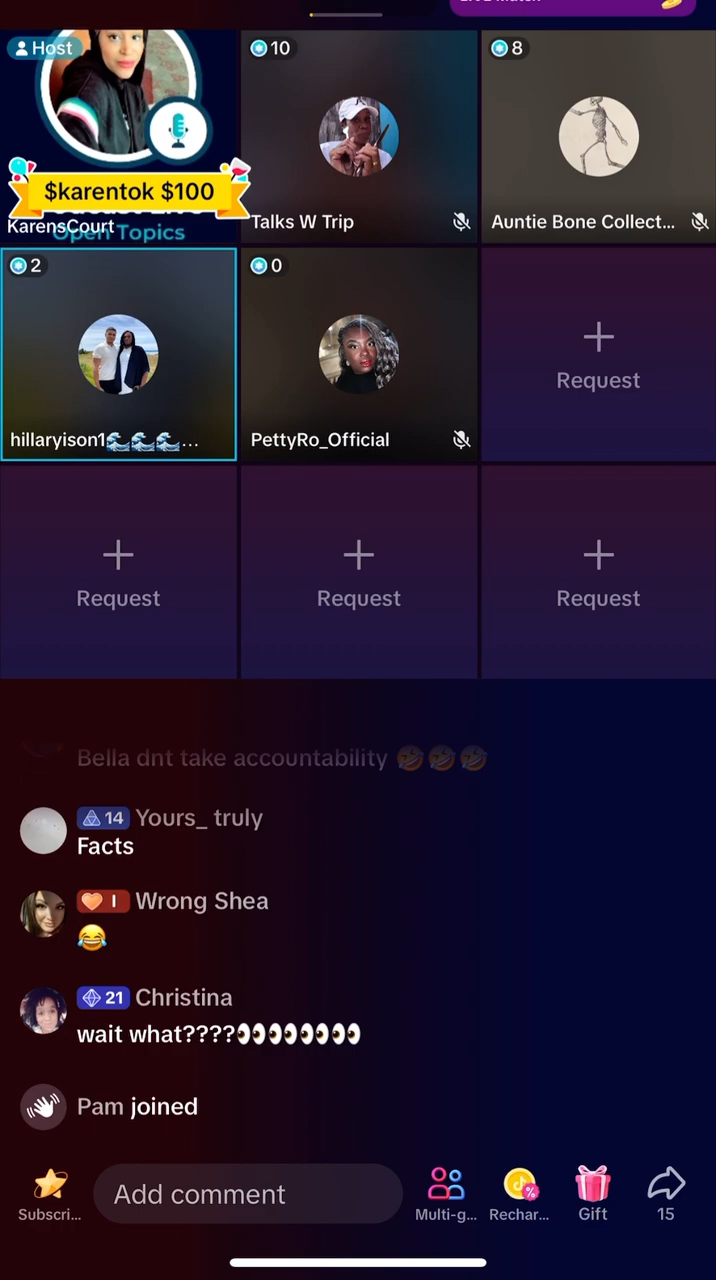 Host
10
8
$karentok $100
KarensCourt
Open Topics
Talks W Trip
Auntie Bone Collect...
2
0
Request
hillaryison1🌊🌊🌊...
PettyRo_Official
Request
Request
Request
Bella dnt take accountability 🤣🤣🤣
14 Yours_ truly
Facts
I Wrong Shea
😂
21 Christina
wait what????👀👀👀👀👀👀👀👀
Pam joined
Add comment
Subscri...
Multi-g...
Rechar...
Gift
15